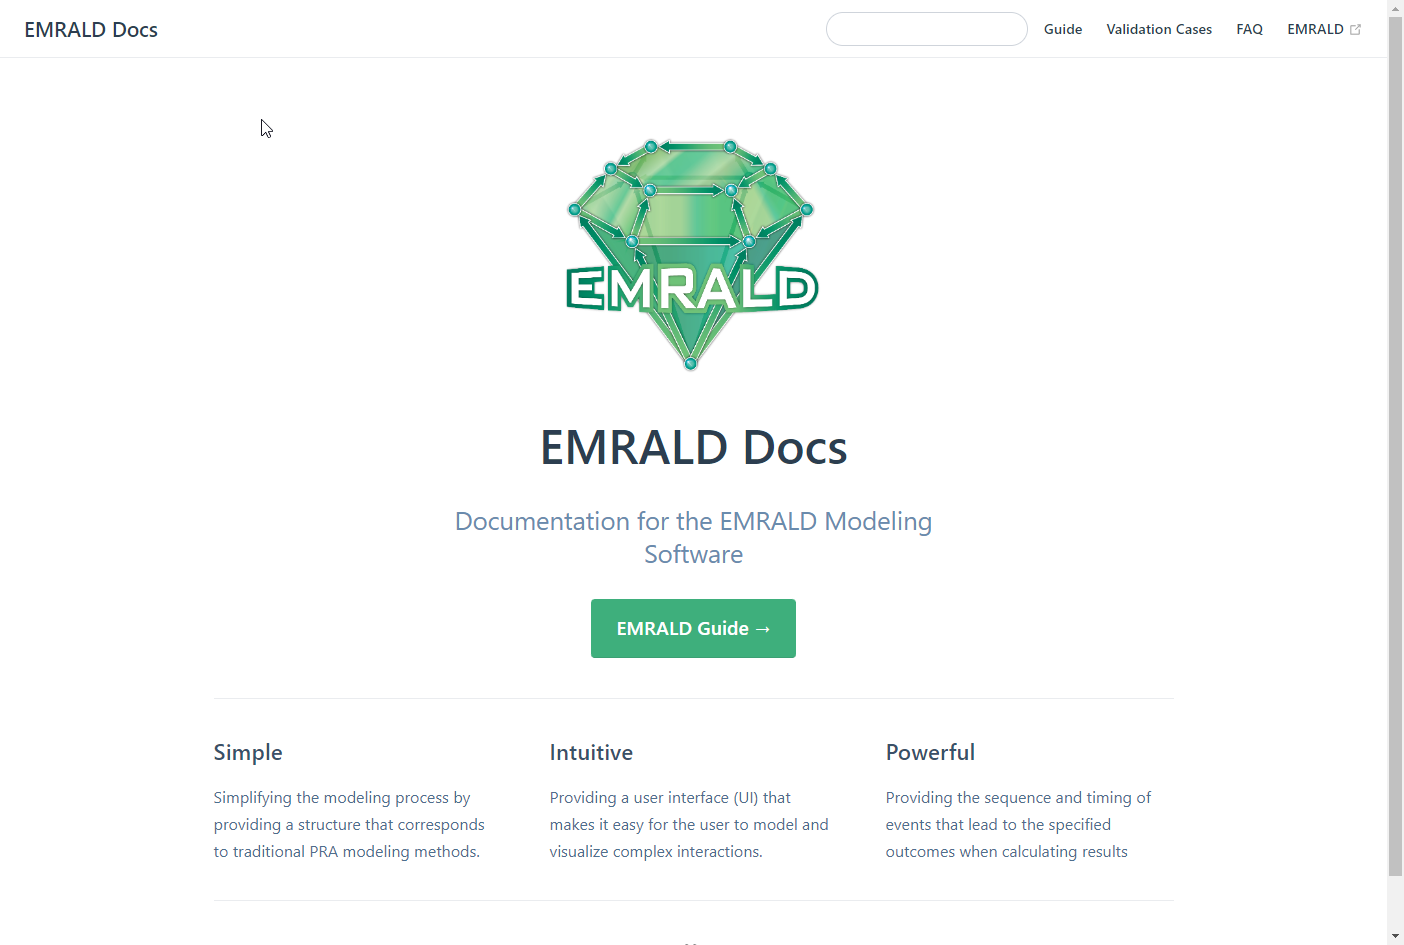 EMRALD Docs
Guide
Validation Cases
FAQ
EMRALD
EMRALD
EMRALD Docs
Documentation for the EMRALD Modeling
Software
EMRALD Guide →
Simple
Simplifying the modeling process by
providing a structure that corresponds
to traditional PRA modeling methods.
Intuitive
Providing a user interface (UI) that
makes it easy for the user to model and
visualize complex interactions.
Powerful
Providing the sequence and timing of
events that lead to the specified
outcomes when calculating results